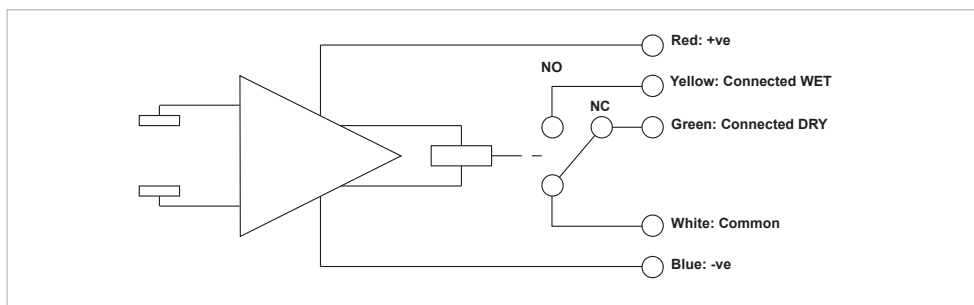 Red: +ve
NO
Yellow: Connected WET
NC
Green: Connected DRY
White: Common
Blue: -ve